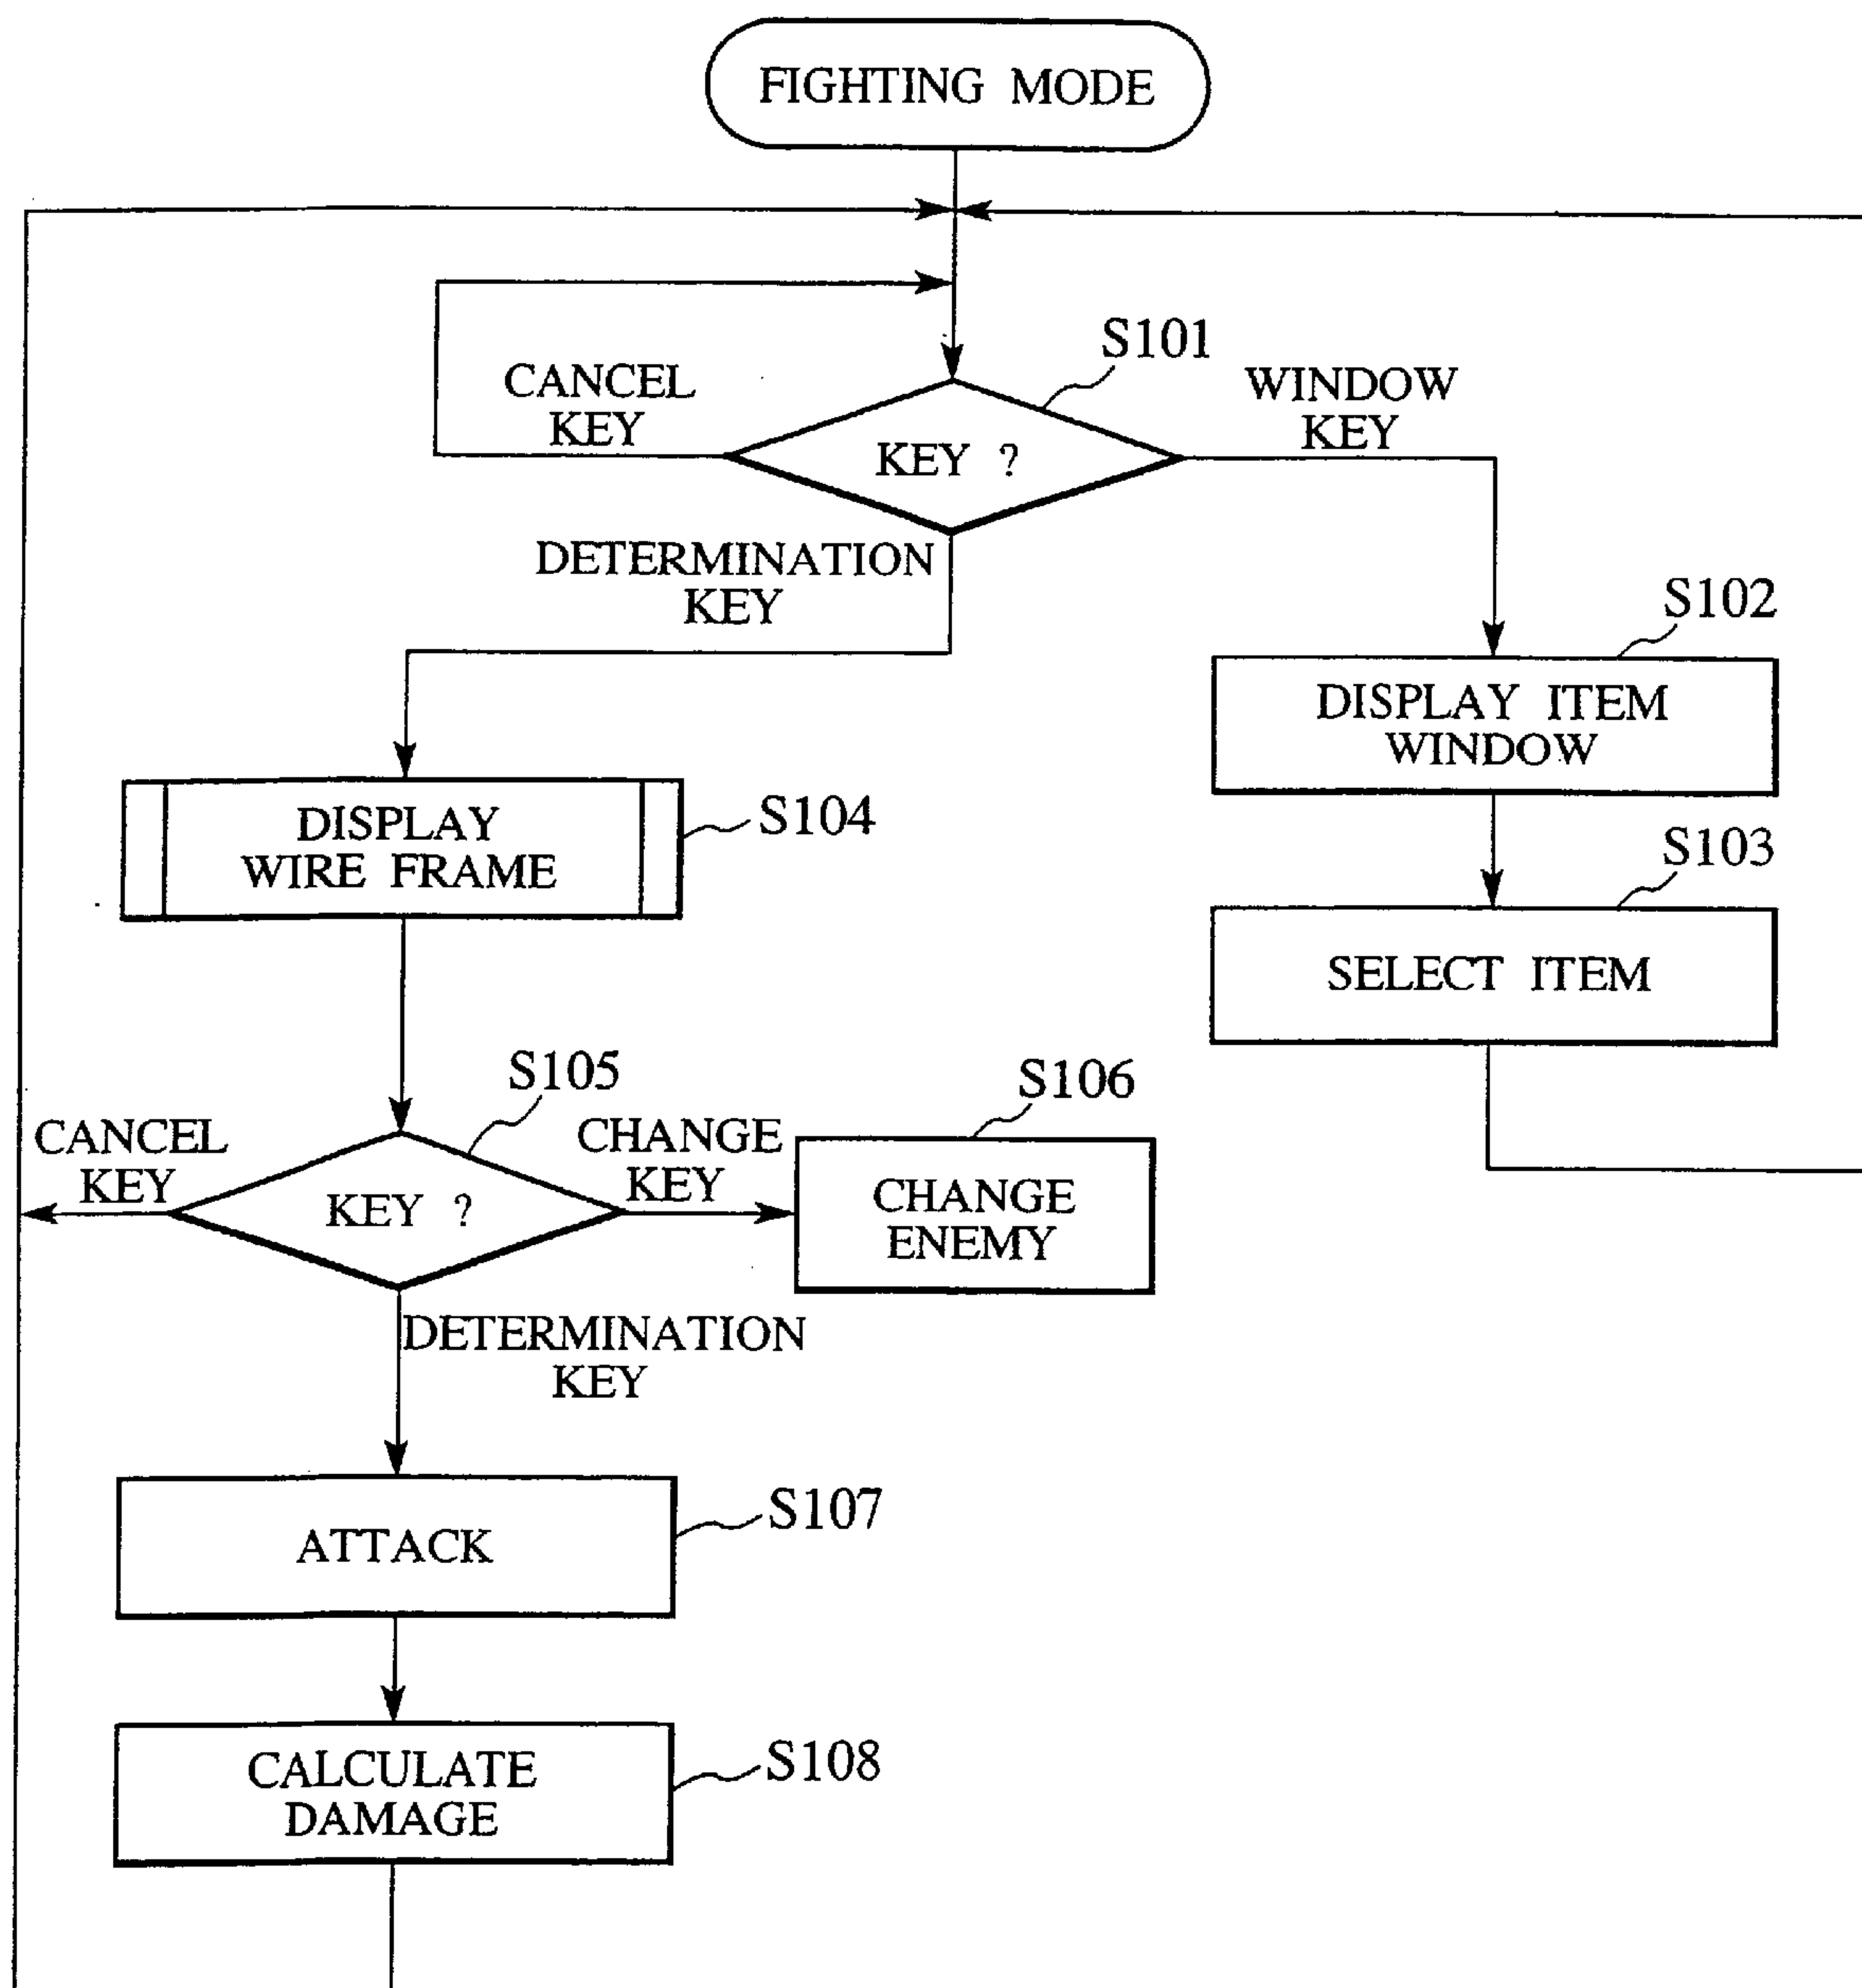 FIGHTING MODE
S101
CANCEL
KEY
WINDOW
KEY
KEY ?
DETERMINATION
KEY
S102
DISPLAY ITEM
WINDOW
S104
DISPLAY
WIRE FRAME
S103
SELECT ITEM
S105
S106
CANCEL
KEY
CHANGE
KEY
KEY ?
CHANGE
ENEMY
DETERMINATION
KEY
S107
ATTACK
S108
CALCULATE
DAMAGE